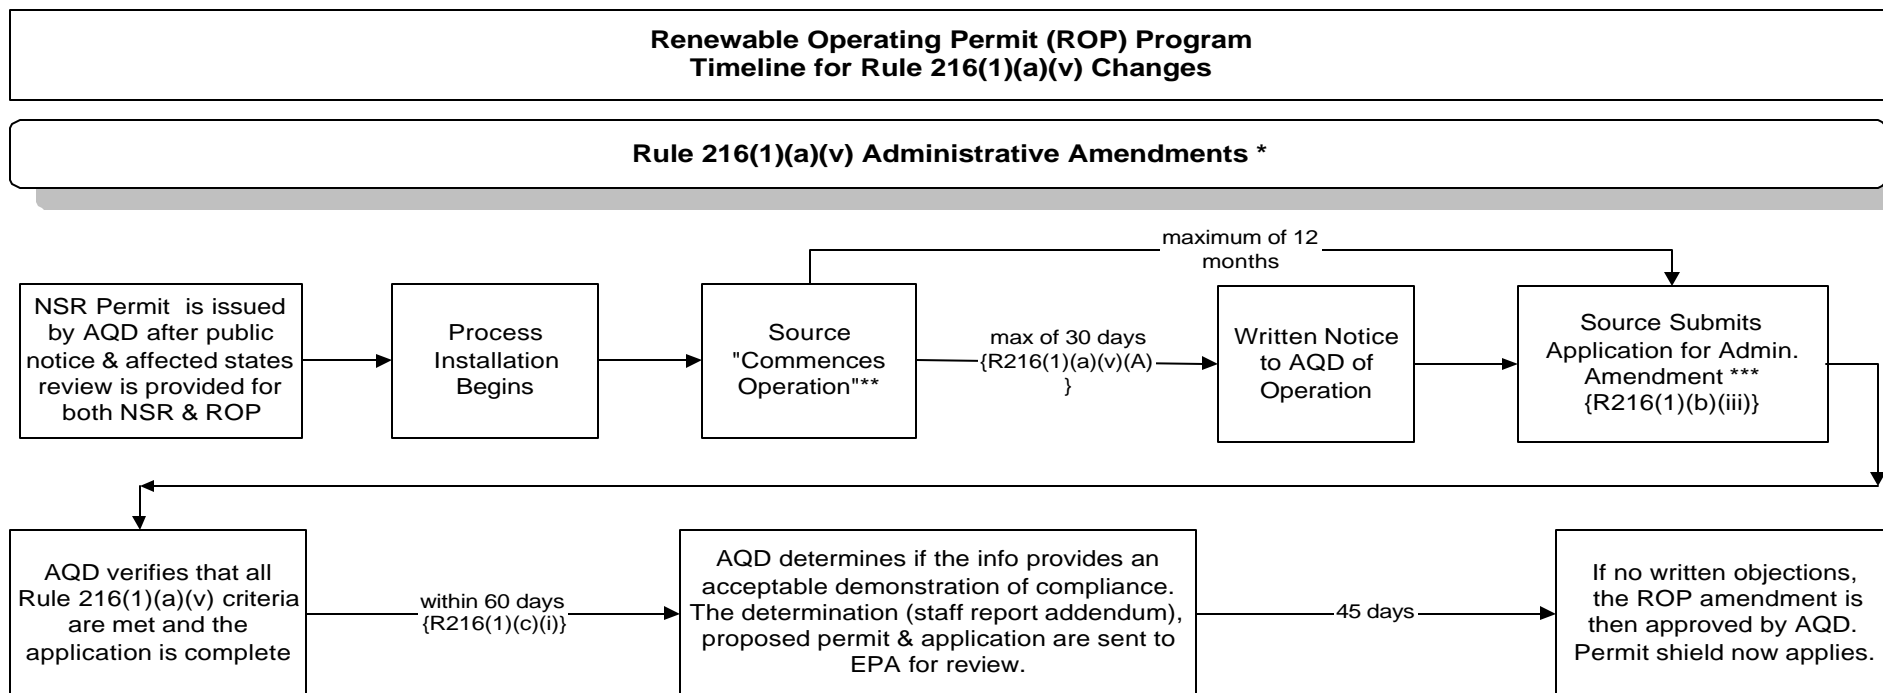 Renewable Operating Permit (ROP) Program
Timeline for Rule 216(1)(a)(v) Changes
Rule 216(1)(a)(v) Administrative Amendments *
maximum of 12
months
NSR Permit is issued
by AQD after public
notice & affected states
review is provided for
both NSR & ROP
Process
Installation
Begins
Source
"Commences
Operation"**
max of 30 days
{R216(1)(a)(v)(A)
}
Written Notice
to AQD of
Operation
Source Submits
Application for Admin.
Amendment ***
{R216(1)(b)(iii)}
AQD verifies that all
Rule 216(1)(a)(v) criteria
are met and the
application is complete
within 60 days
{R216(1)(c)(i)}
AQD determines if the info provides an
acceptable demonstration of compliance.
The determination (staff report addendum),
proposed permit & application are sent to
EPA for review.
45 days
If no written objections,
the ROP amendment is
then approved by AQD.
Permit shield now applies.